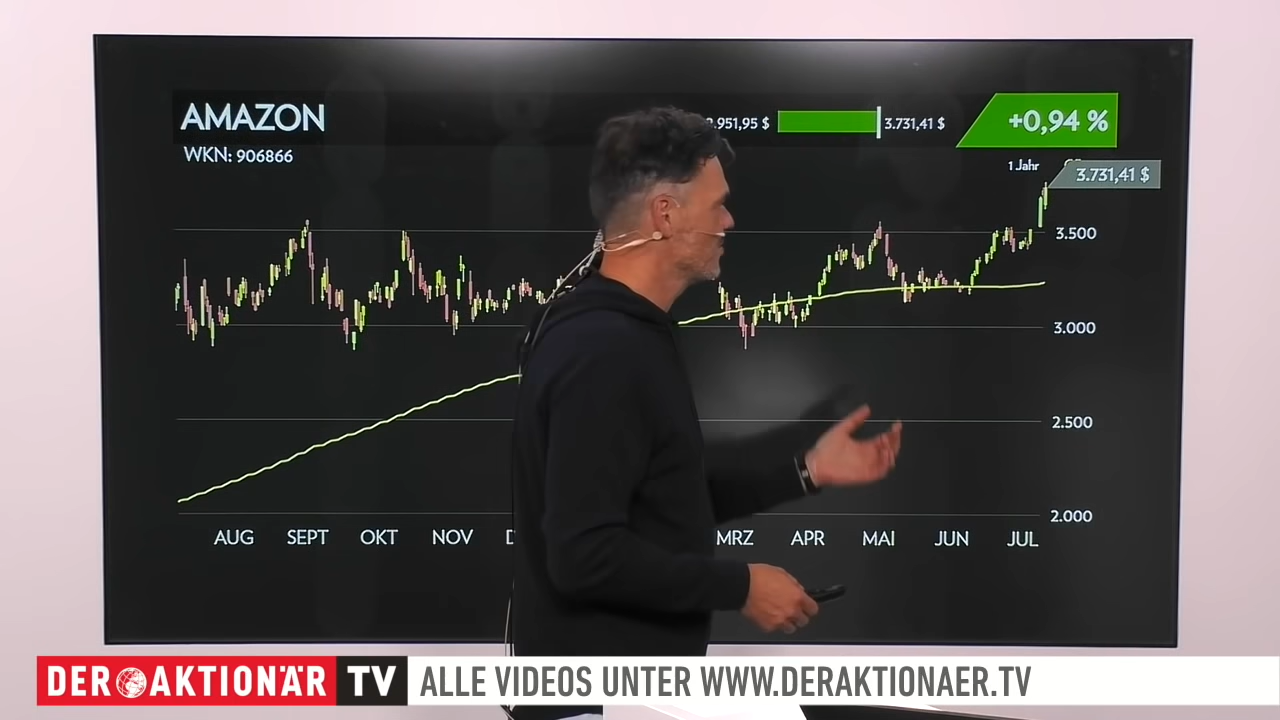 AMAZON
WKN: 906866
.951,95 $
3.731,41 $
+0,94 %
1 Jahr
3.731,41 $
3.500
3.000
2.500
2.000
AUG SEPT OKT NOV MRZ APR MAI JUN JUL
DER AKTIONÄR TV ALLE VIDEOS UNTER WWW.DERAKTIONAER.TV